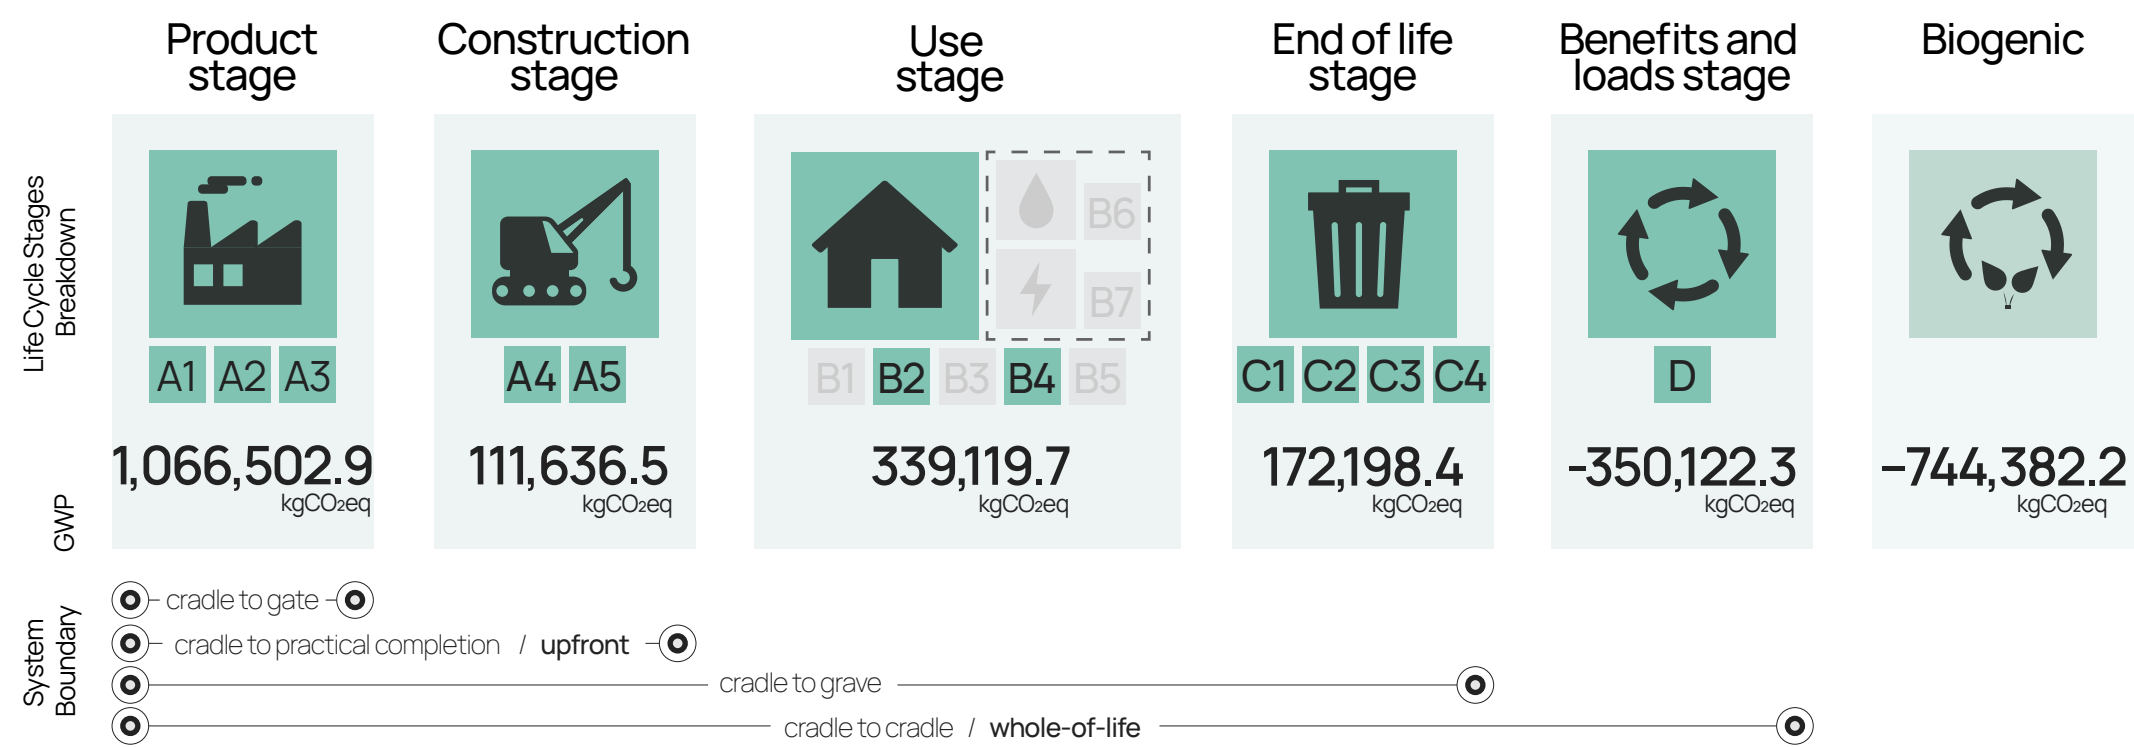 Product
stage
Construction
stage
Use
stage
End of life
stage
Benefits and
loads stage
Biogenic
Life Cycle Stages
Breakdown
B6
B7
A1 A2 A3
A4 A5
B1 B2 B3 B4 B5
C1 C2 C3 C4
D
GWP
1,066,502.9
kgCO₂eq
111,636.5
kgCO₂eq
339,119.7
kgCO₂eq
172,198.4
kgCO₂eq
-350,122.3
kgCO₂eq
–744,382.2
kgCO₂eq
System
Boundary
cradle to gate
cradle to practical completion / upfront
cradle to grave
cradle to cradle / whole-of-life